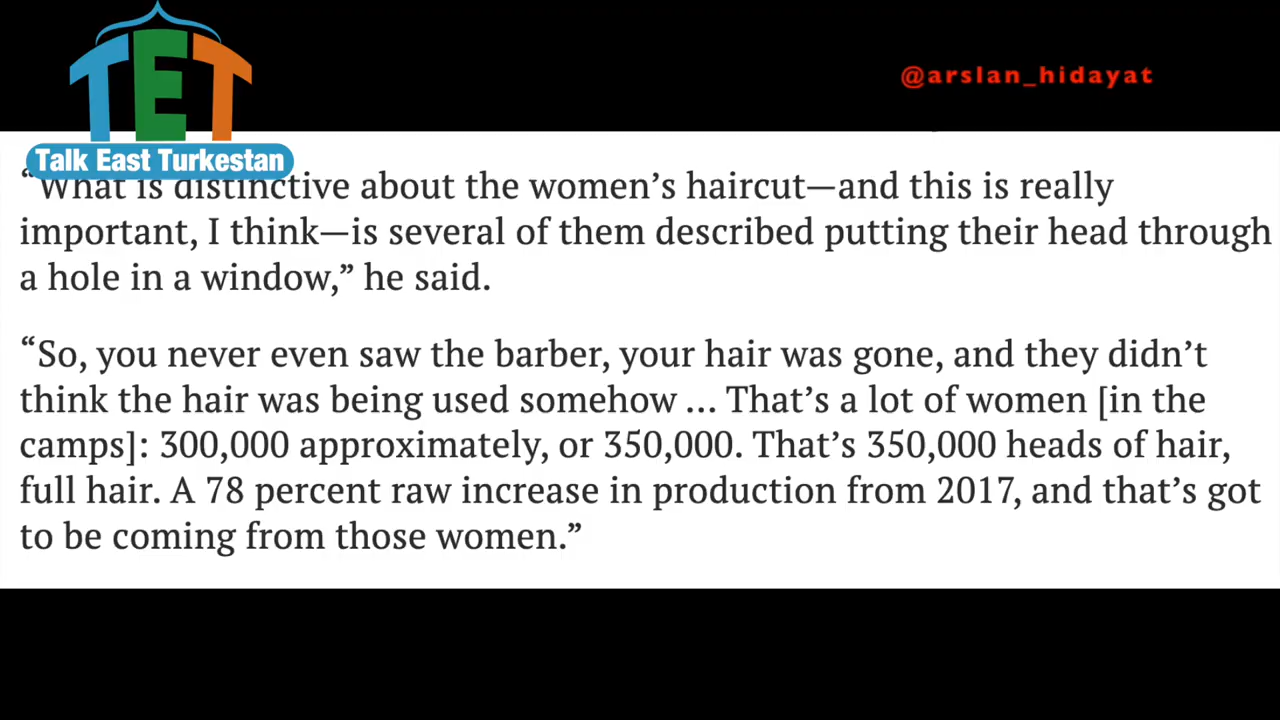 TET
@arslan_hidayat
Talk East Turkestan
“What is distinctive about the women’s haircut—and this is really
important, I think—is several of them described putting their head through
a hole in a window,” he said.
“So, you never even saw the barber, your hair was gone, and they didn’t
think the hair was being used somehow ... That’s a lot of women [in the
camps]: 300,000 approximately, or 350,000. That’s 350,000 heads of hair,
full hair. A 78 percent raw increase in production from 2017, and that’s got
to be coming from those women.”